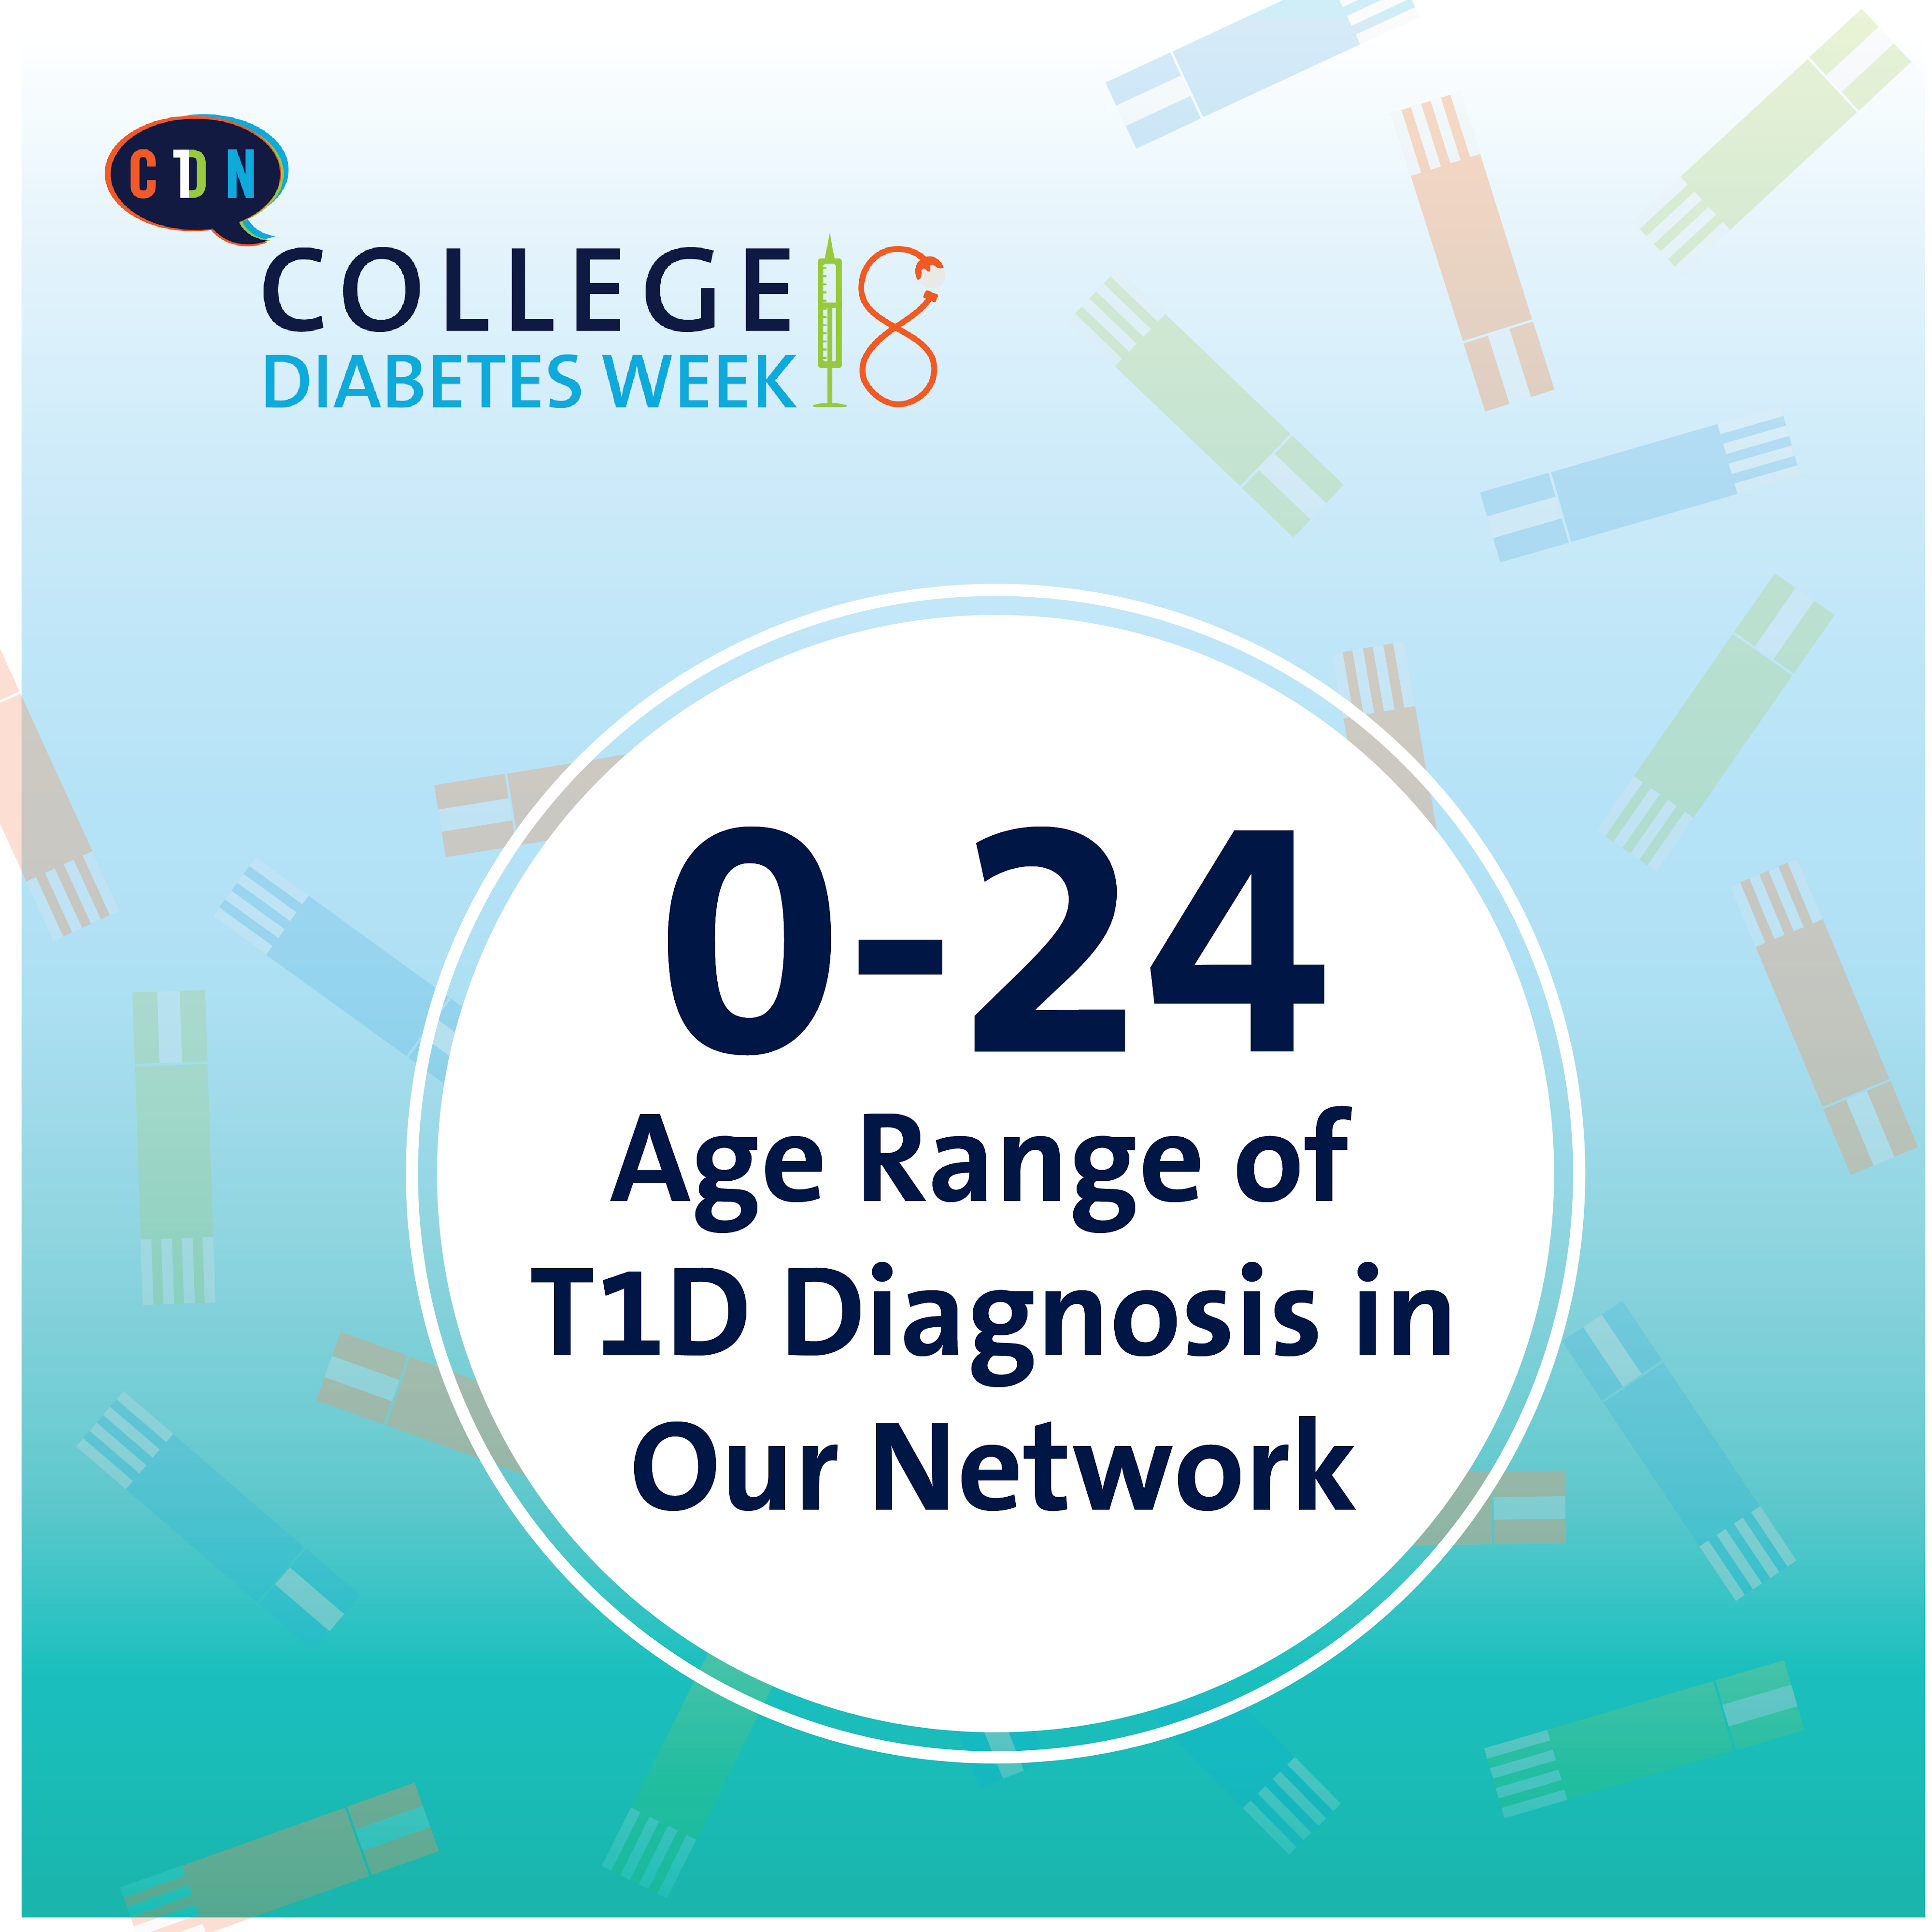 CDN
COLLEGE
DIABETES WEEK 18
0-24
Age Range of
T1D Diagnosis in
Our Network